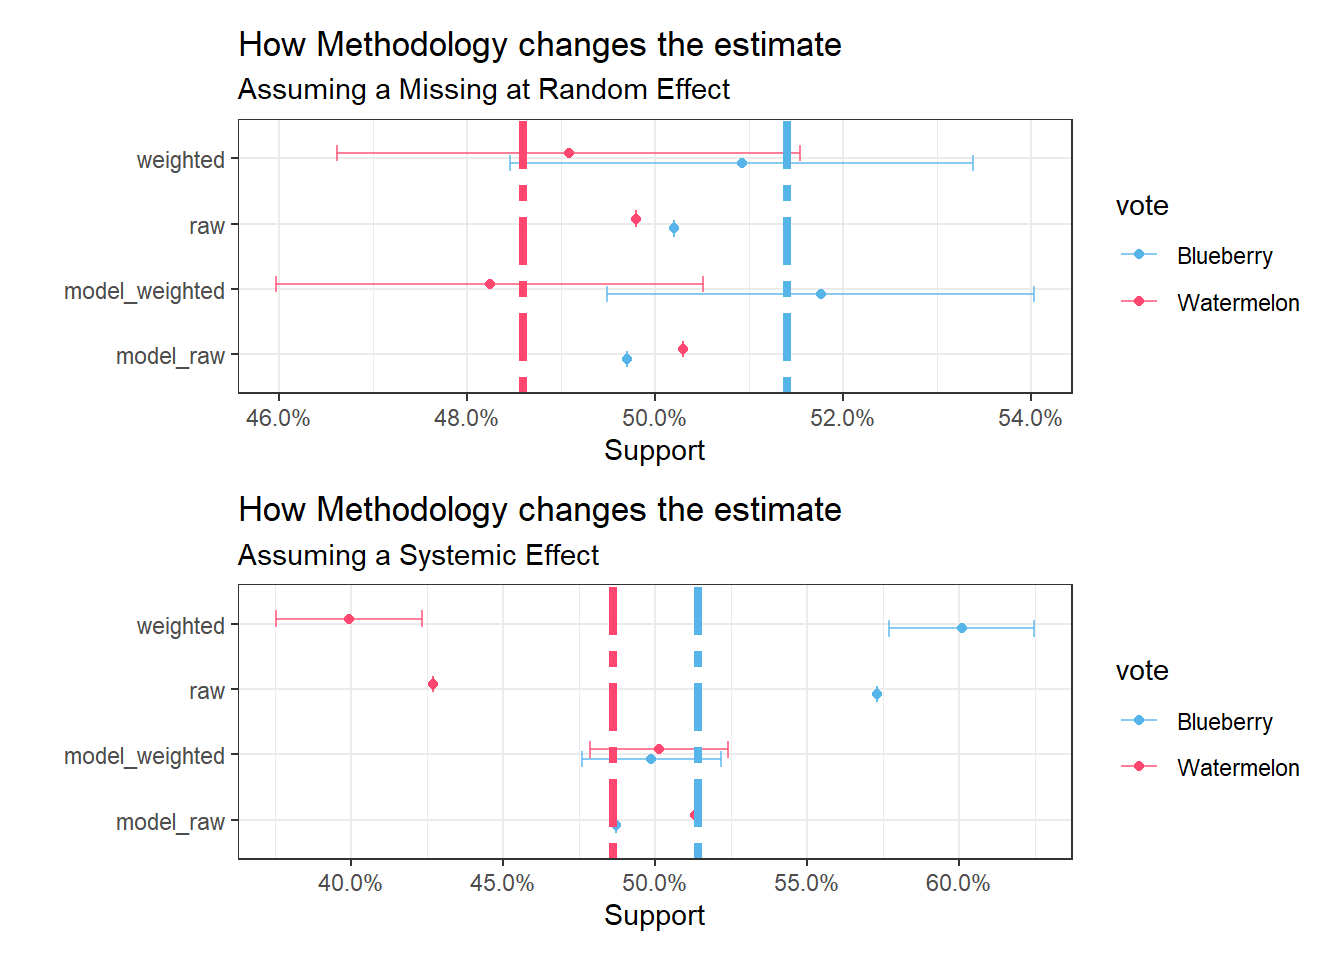 How Methodology changes the estimate
Assuming a Missing at Random Effect
weighted
raw
model_weighted
model_raw
46.0% 48.0% 50.0% 52.0% 54.0%
Support
vote
Blueberry
Watermelon
How Methodology changes the estimate
Assuming a Systemic Effect
weighted
raw
model_weighted
model_raw
40.0% 45.0% 50.0% 55.0% 60.0%
Support
vote
Blueberry
Watermelon